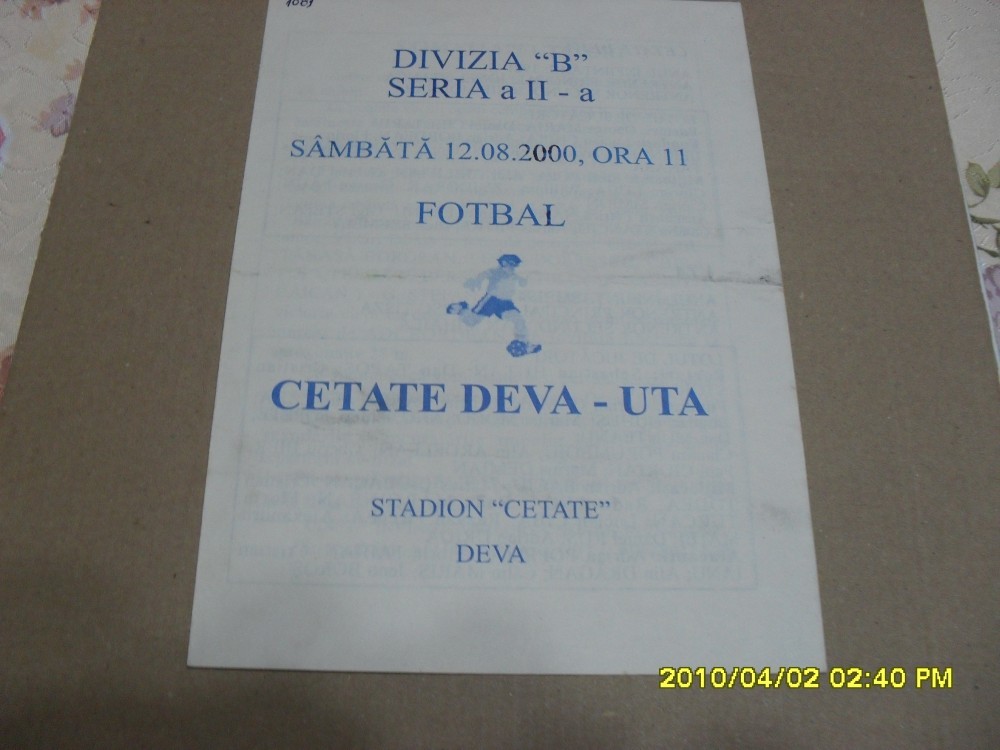 1009
DIVIZIA “B”
SERIA a II - a
SÂMBĂTĂ 12.08.2000, ORA 11
FOTBAL
CETATE DEVA - UTA
STADION “CETATE”
DEVA
2010/04/02 02:40 PM